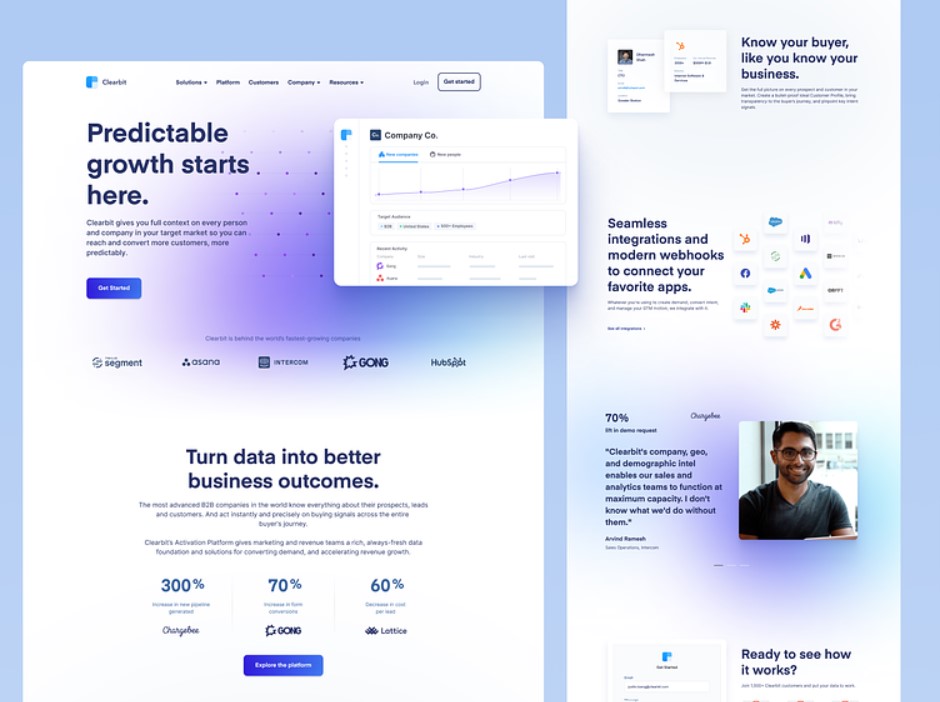 Clearbit
Solutions
Platform
Customers
Company
Resources
Login
Get started
Predictable
growth starts
here.
Clearbit gives you full context on every person
and company in your target market so you can
reach and convert more customers, more
predictably.
Get Started
Company Co.
New companies
New people
Target Audience
B2B
United States
500+ Employees
Recent Activity
Company
Size
Industry
Last visit
Gong
Asana
Clearbit is behind the world's fastest-growing companies
segment
asana
INTERCOM
GONG
HubSpot
Turn data into better
business outcomes.
The most advanced B2B companies in the world know everything about their prospects, leads
and customers. And act instantly and precisely on buying signals across the entire
buyer's journey.
Clearbit's Activation Platform gives marketing and revenue teams a rich, always-fresh data
foundation and solutions for converting demand, and accelerating revenue growth.
300%
Increase in new pipeline
generated
Chargebee
70%
Increase in form
conversions
GONG
60%
Decrease in cost
per lead
Lattice
Explore the platform
Know your buyer,
like you know your
business.
Get the full picture on every prospect and customer in your
market. Create a bullet-proof Ideal Customer Profile, bring
transparency to the buyer's journey, and pinpoint key intent
signals.
Seamless
integrations and
modern webhooks
to connect your
favorite apps.
Whatever you're using to create demand, convert intent,
and manage your GTM motion, we integrate with it.
See all integrations
70%
lift in demo request
Chargebee
"Clearbit's company, geo,
and demographic intel
enables our sales and
analytics teams to function at
maximum capacity. I don't
know what we'd do without
them."
Arvind Ramesh
Sales Operations, Intercom
Get Started
Email
Ready to see how
it works?
Join 1,500+ Clearbit customers and put your data to work.